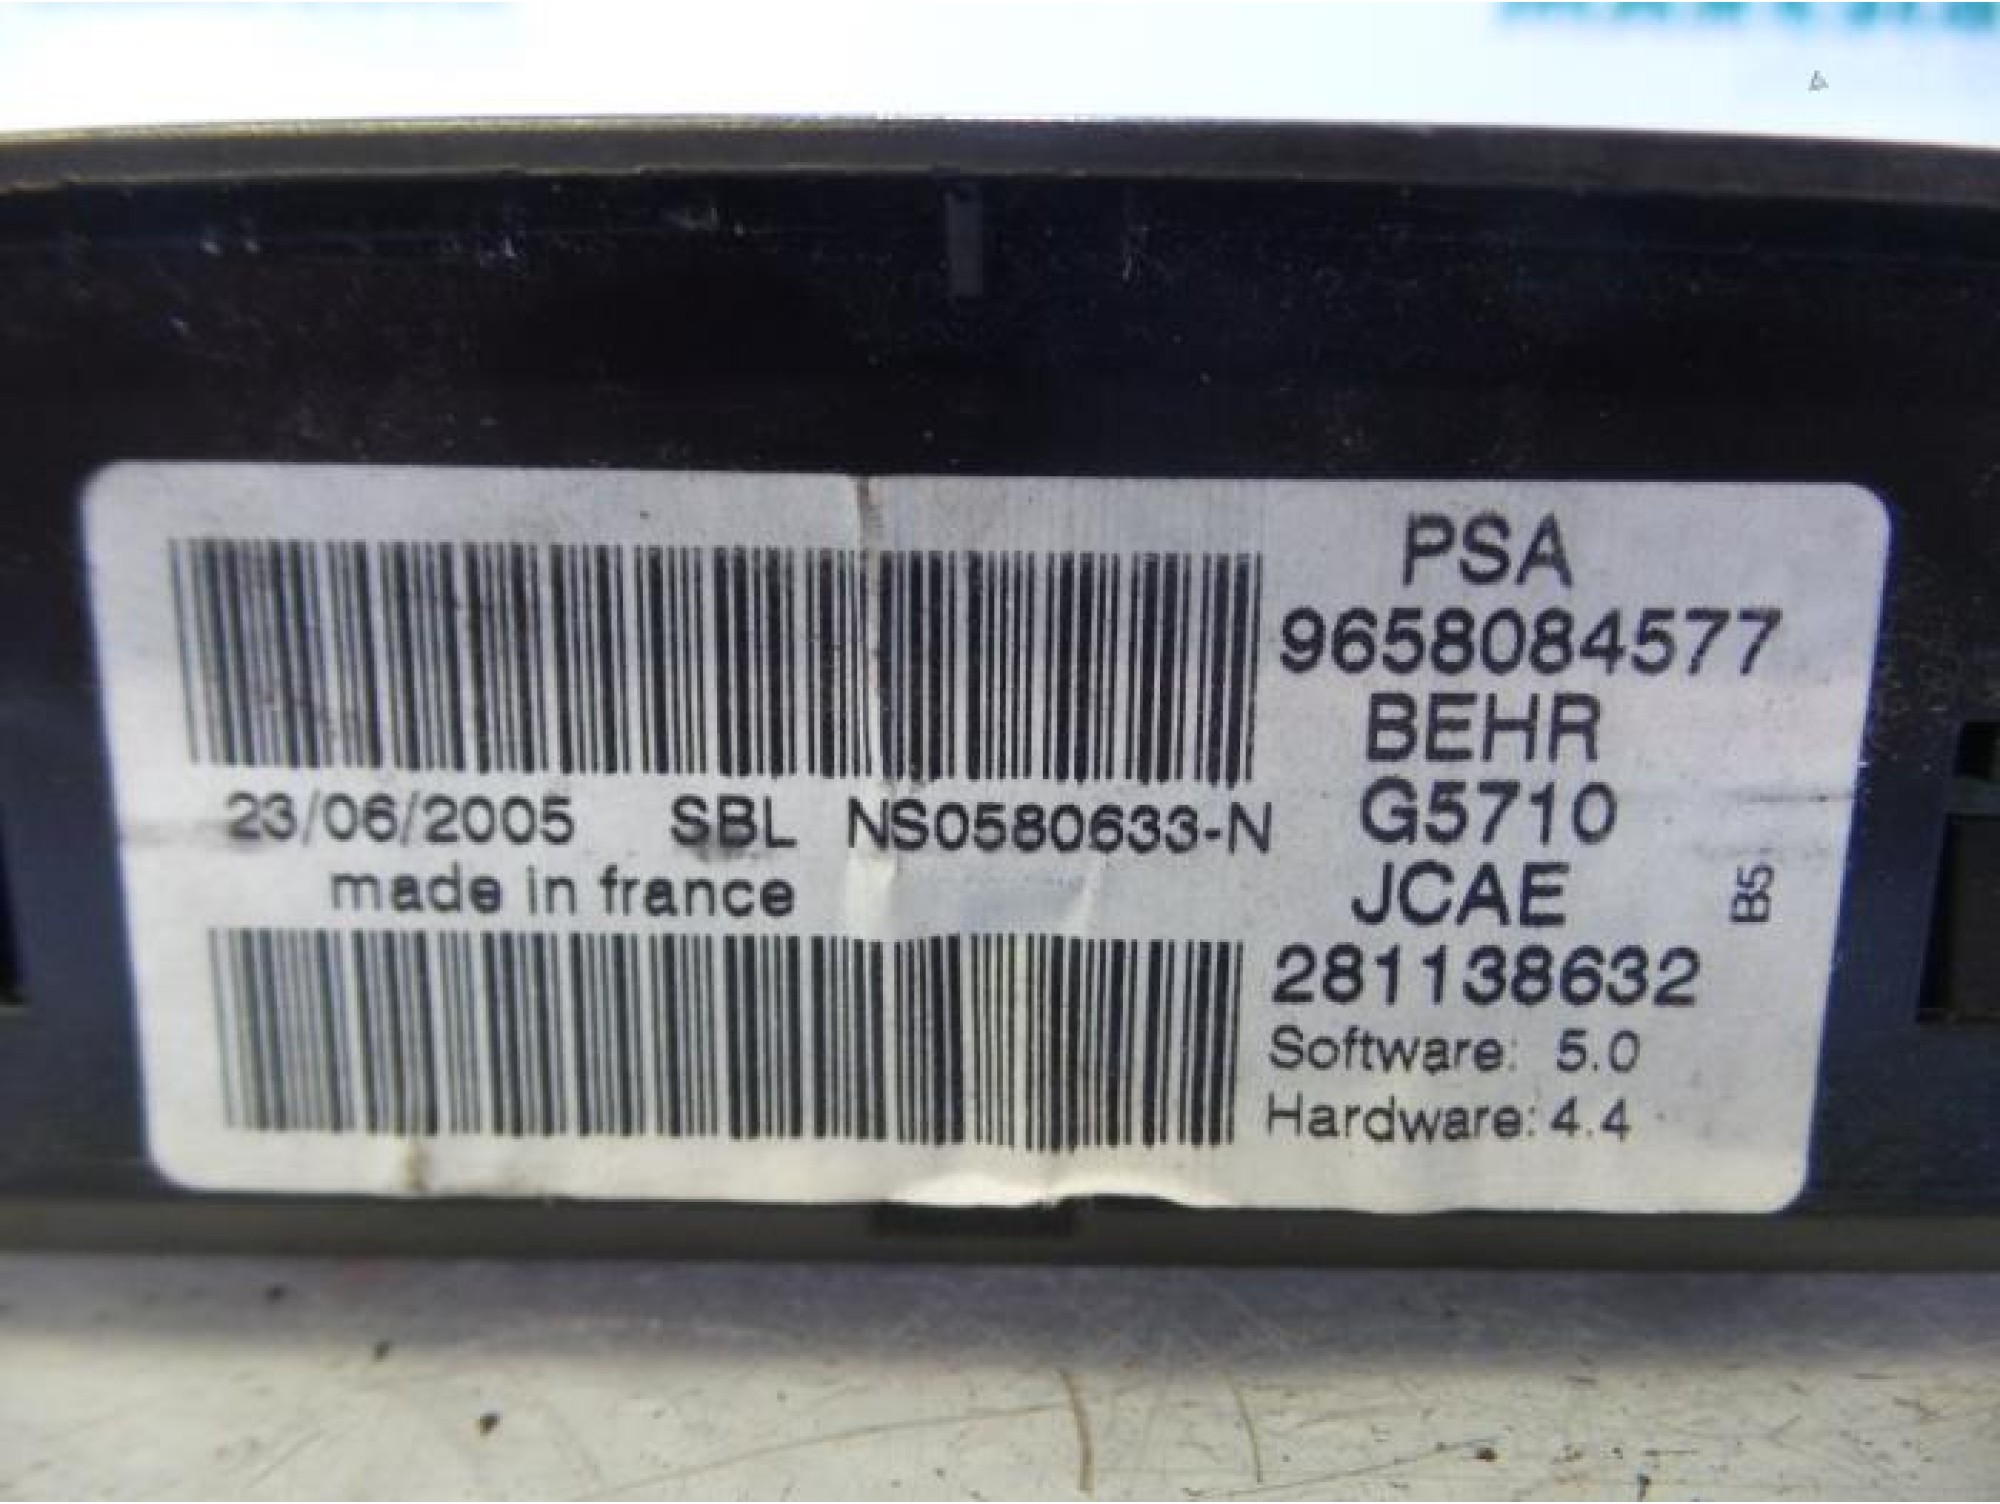 PSA
9658084577
BEHR
23/06/2005 SBL NS0580633-N G5710
made in france JCAE
B5
281138632
Software: 5.0
Hardware: 4.4